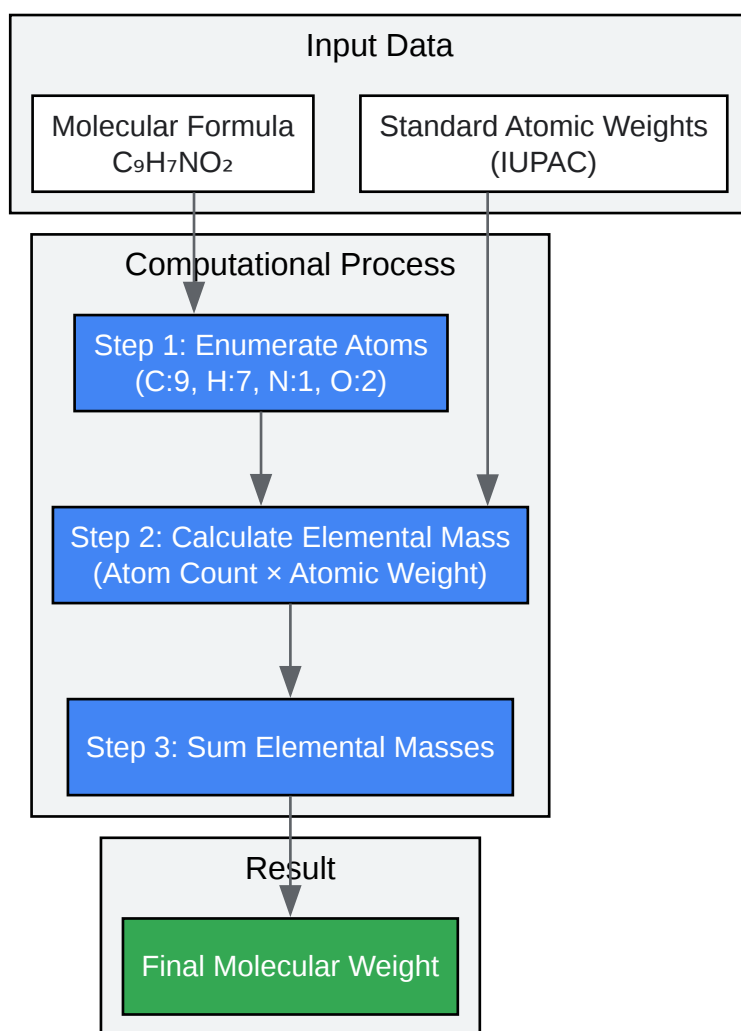 Input Data
Molecular Formula
C₉H₇NO₂
Standard Atomic Weights
(IUPAC)
Computational Process
Step 1: Enumerate Atoms
(C:9, H:7, N:1, O:2)
Step 2: Calculate Elemental Mass
(Atom Count × Atomic Weight)
Step 3: Sum Elemental Masses
Result
Final Molecular Weight